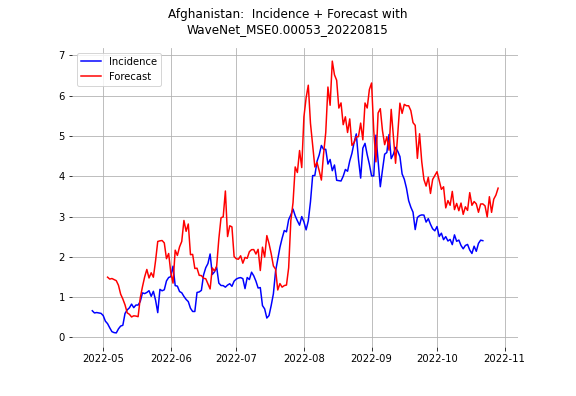 Afghanistan:  Incidence + Forecast with
WaveNet_MSE0.00053_20220815
Incidence
Forecast
7
6
5
4
3
2
1
0
2022-05 2022-06 2022-07 2022-08 2022-09 2022-10 2022-11